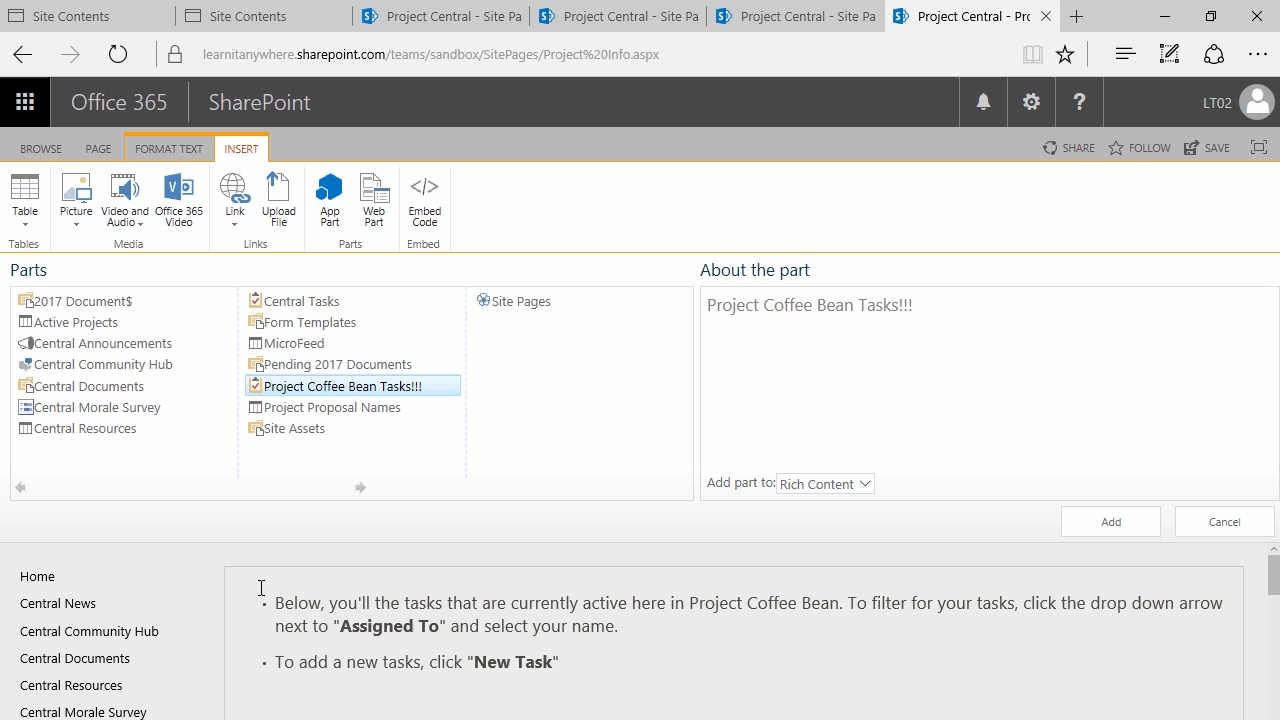 Site Contents
Site Contents
Project Central - Site Pa
Project Central - Site Pa
Project Central - Site Pa
Project Central - Pro
learnitanywhere.sharepoint.com/teams/sandbox/SitePages/Project%20Info.aspx
Office 365
SharePoint
?
LT02
BROWSE
PAGE
FORMAT TEXT
INSERT
SHARE
FOLLOW
SAVE
Table
Picture
Video and
Audio
Office 365
Video
Link
Upload
File
App
Part
Web
Part
Embed
Code
Tables
Media
Links
Parts
Embed
Parts
2017 Document$
Active Projects
Central Announcements
Central Community Hub
Central Documents
Central Morale Survey
Central Resources
Central Tasks
Form Templates
MicroFeed
Pending 2017 Documents
Project Coffee Bean Tasks!!!
Project Proposal Names
Site Assets
Site Pages
About the part
Project Coffee Bean Tasks!!!
Add part to: Rich Content
Add
Cancel
Home
Central News
Central Community Hub
Central Documents
Central Resources
Central Morale Survey
• Below, you'll the tasks that are currently active here in Project Coffee Bean. To filter for your tasks, click the drop down arrow
next to "Assigned To" and select your name.
• To add a new tasks, click "New Task"